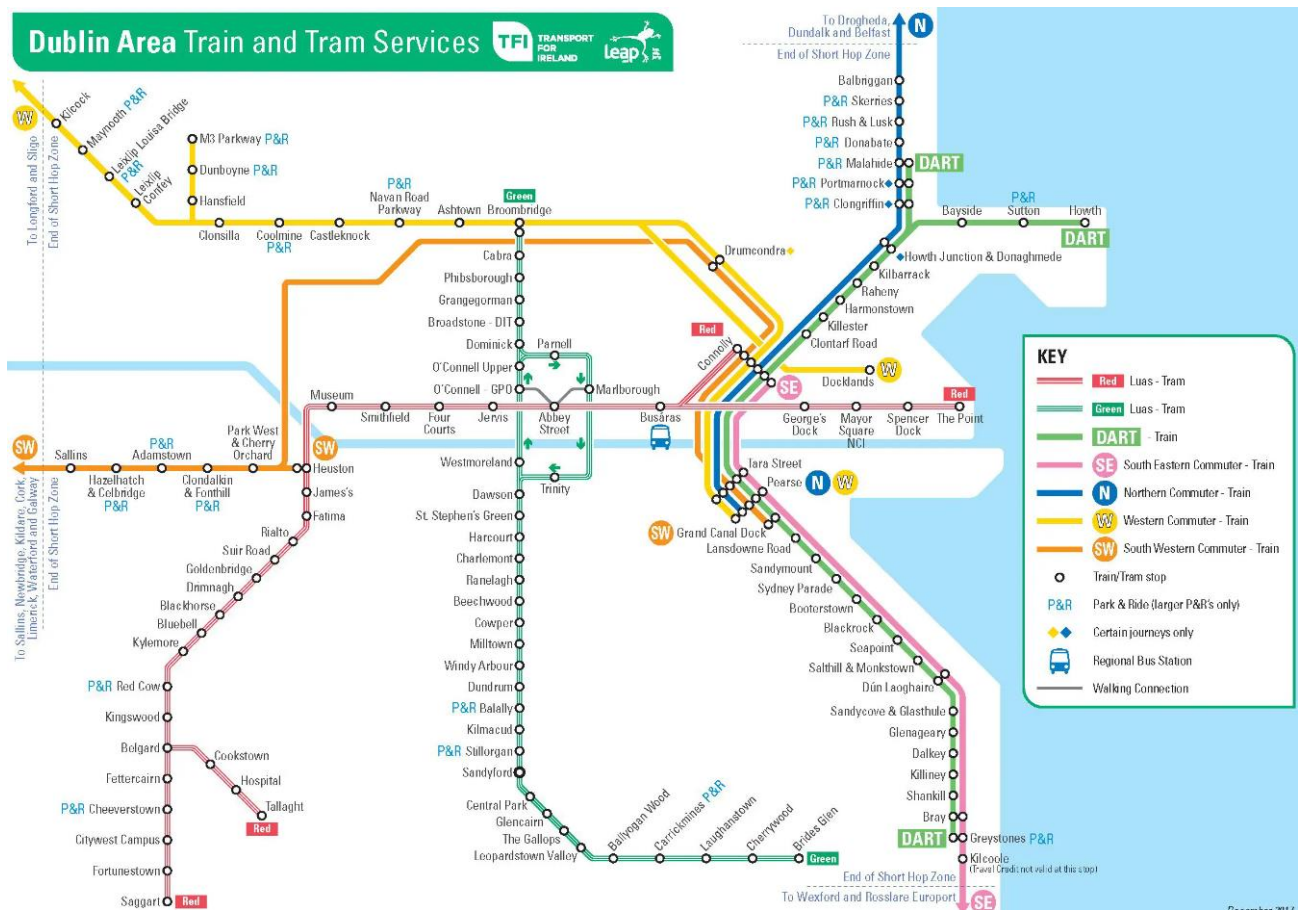 Dublin Area Train and Tram Services
TFI
TRANSPORT
FOR
IRELAND
leap
To Drogheda,
Dundalk and Belfast
N
End of Short Hop Zone
Balbriggan
P&R Skerries
P&R Rush & Lusk
P&R Donabate
P&R Malahide
DART
P&R Portmarnock
P&R Clongriffin
Bayside
P&R
Sutton
Howth
DART
Howth Junction & Donaghmede
Kilbarrack
Raheny
Harmonstown
Killester
Clontarf Road
W
To Longford and Sligo
End of Short Hop Zone
Kilcock
Maynooth P&R
Leixlip Louisa Bridge
P&R
Leixlip
Confey
M3 Parkway P&R
Dunboyne P&R
Hansfield
Clonsilla
Coolmine
P&R
Castleknock
P&R
Navan Road
Parkway
Ashtown
Green
Broombridge
Drumcondra
Cabra
Phibsborough
Grangegorman
Broadstone - DIT
Dominick
Parnell
O'Connell Upper
O'Connell - GPO
Marlborough
Red
Connolly
SE
Docklands
W
Museum
Smithfield
Four
Courts
Jervis
Abbey
Street
Busáras
George's
Dock
Mayor
Square
NCI
Spencer
Dock
Red
The Point
SW
Sallins
Hazelhatch
& Celbridge
P&R
P&R
Adamstown
Clondalkin
& Fonthill
P&R
Park West
& Cherry
Orchard
SW
Heuston
To Sallins, Newbridge, Kildare, Cork,
Limerick, Waterford and Galway
End of Short Hop Zone
James's
Fatima
Rialto
Suir Road
Goldenbridge
Drimnagh
Blackhorse
Bluebell
Kylemore
P&R Red Cow
Kingswood
Belgard
Cookstown
Hospital
Tallaght
Red
Fettercairn
P&R Cheeverstown
Citywest Campus
Fortunestown
Saggart
Red
Westmoreland
Trinity
Dawson
St. Stephen's Green
Harcourt
Charlemont
Ranelagh
Beechwood
Cowper
Milltown
Windy Arbour
Dundrum
P&R Balally
Kilmacud
P&R Stillorgan
Sandyford
Central Park
Glencairn
The Gallops
Leopardstown Valley
Ballyogan Wood
Carrickmines P&R
Laughanstown
Cherrywood
Brides Glen
Green
Tara Street
Pearse
N
W
SW
Grand Canal Dock
Lansdowne Road
Sandymount
Sydney Parade
Booterstown
Blackrock
Seapoint
Salthill & Monkstown
Dún Laoghaire
Sandycove & Glasthule
Glenageary
Dalkey
Killiney
Shankill
Bray
DART
Greystones P&R
Kilcoole
(Travel Credit not valid at this stop)
End of Short Hop Zone
To Wexford and Rosslare Europort
SE
KEY
Red Luas - Tram
Green Luas - Tram
DART - Train
SE South Eastern Commuter - Train
N Northern Commuter - Train
W Western Commuter - Train
SW South Western Commuter - Train
Train/Tram stop
P&R Park & Ride (larger P&R's only)
Certain journeys only
Regional Bus Station
Walking Connection